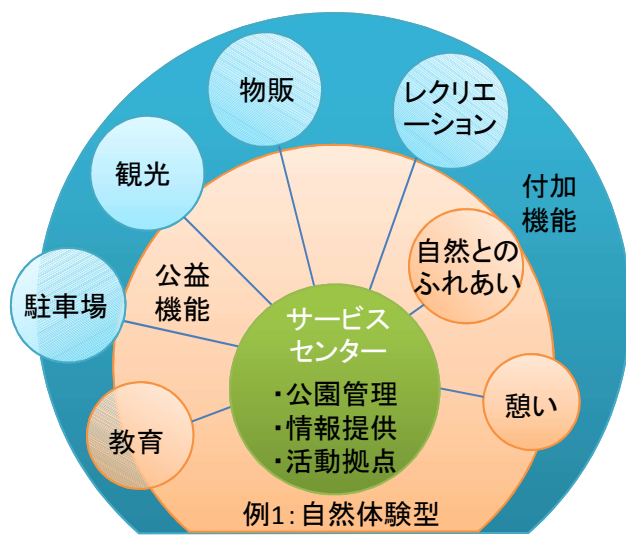 物販
レクリエ
ーション
観光
付加
機能
自然との
ふれあい
公益
機能
駐車場
サービス
センター
・公園管理
・情報提供
・活動拠点
憩い
教育
例1：自然体験型